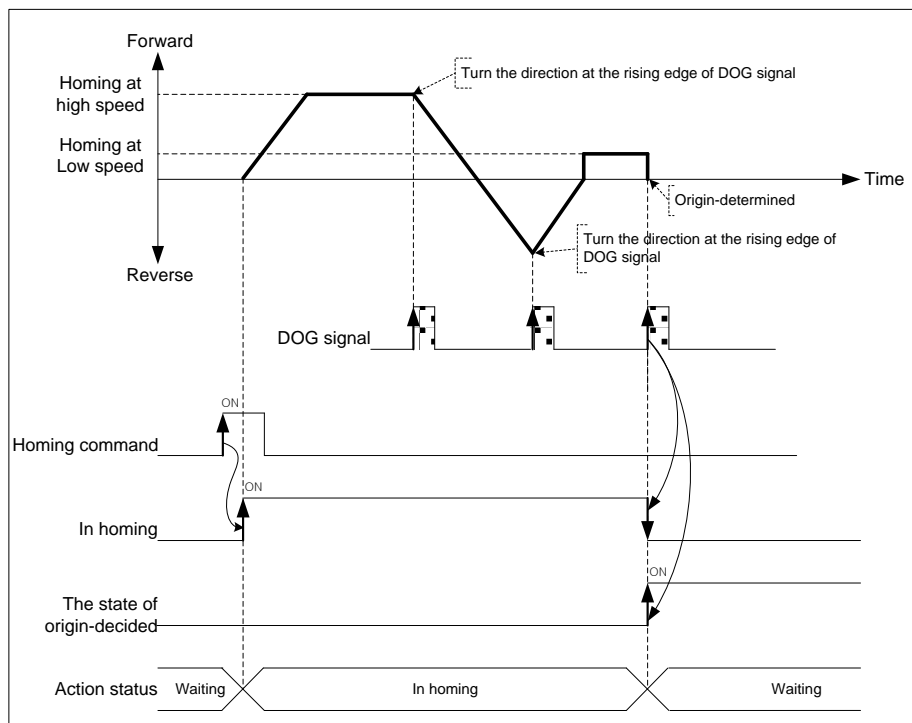 Forward
Homing at
high speed
Turn the direction at the rising edge of DOG signal
Homing at
Low speed
Time
Origin-determined
Turn the direction at the rising edge of
DOG signal
Reverse
DOG signal
ON
Homing command
ON
In homing
ON
The state of
origin-decided
Action status
Waiting
In homing
Waiting